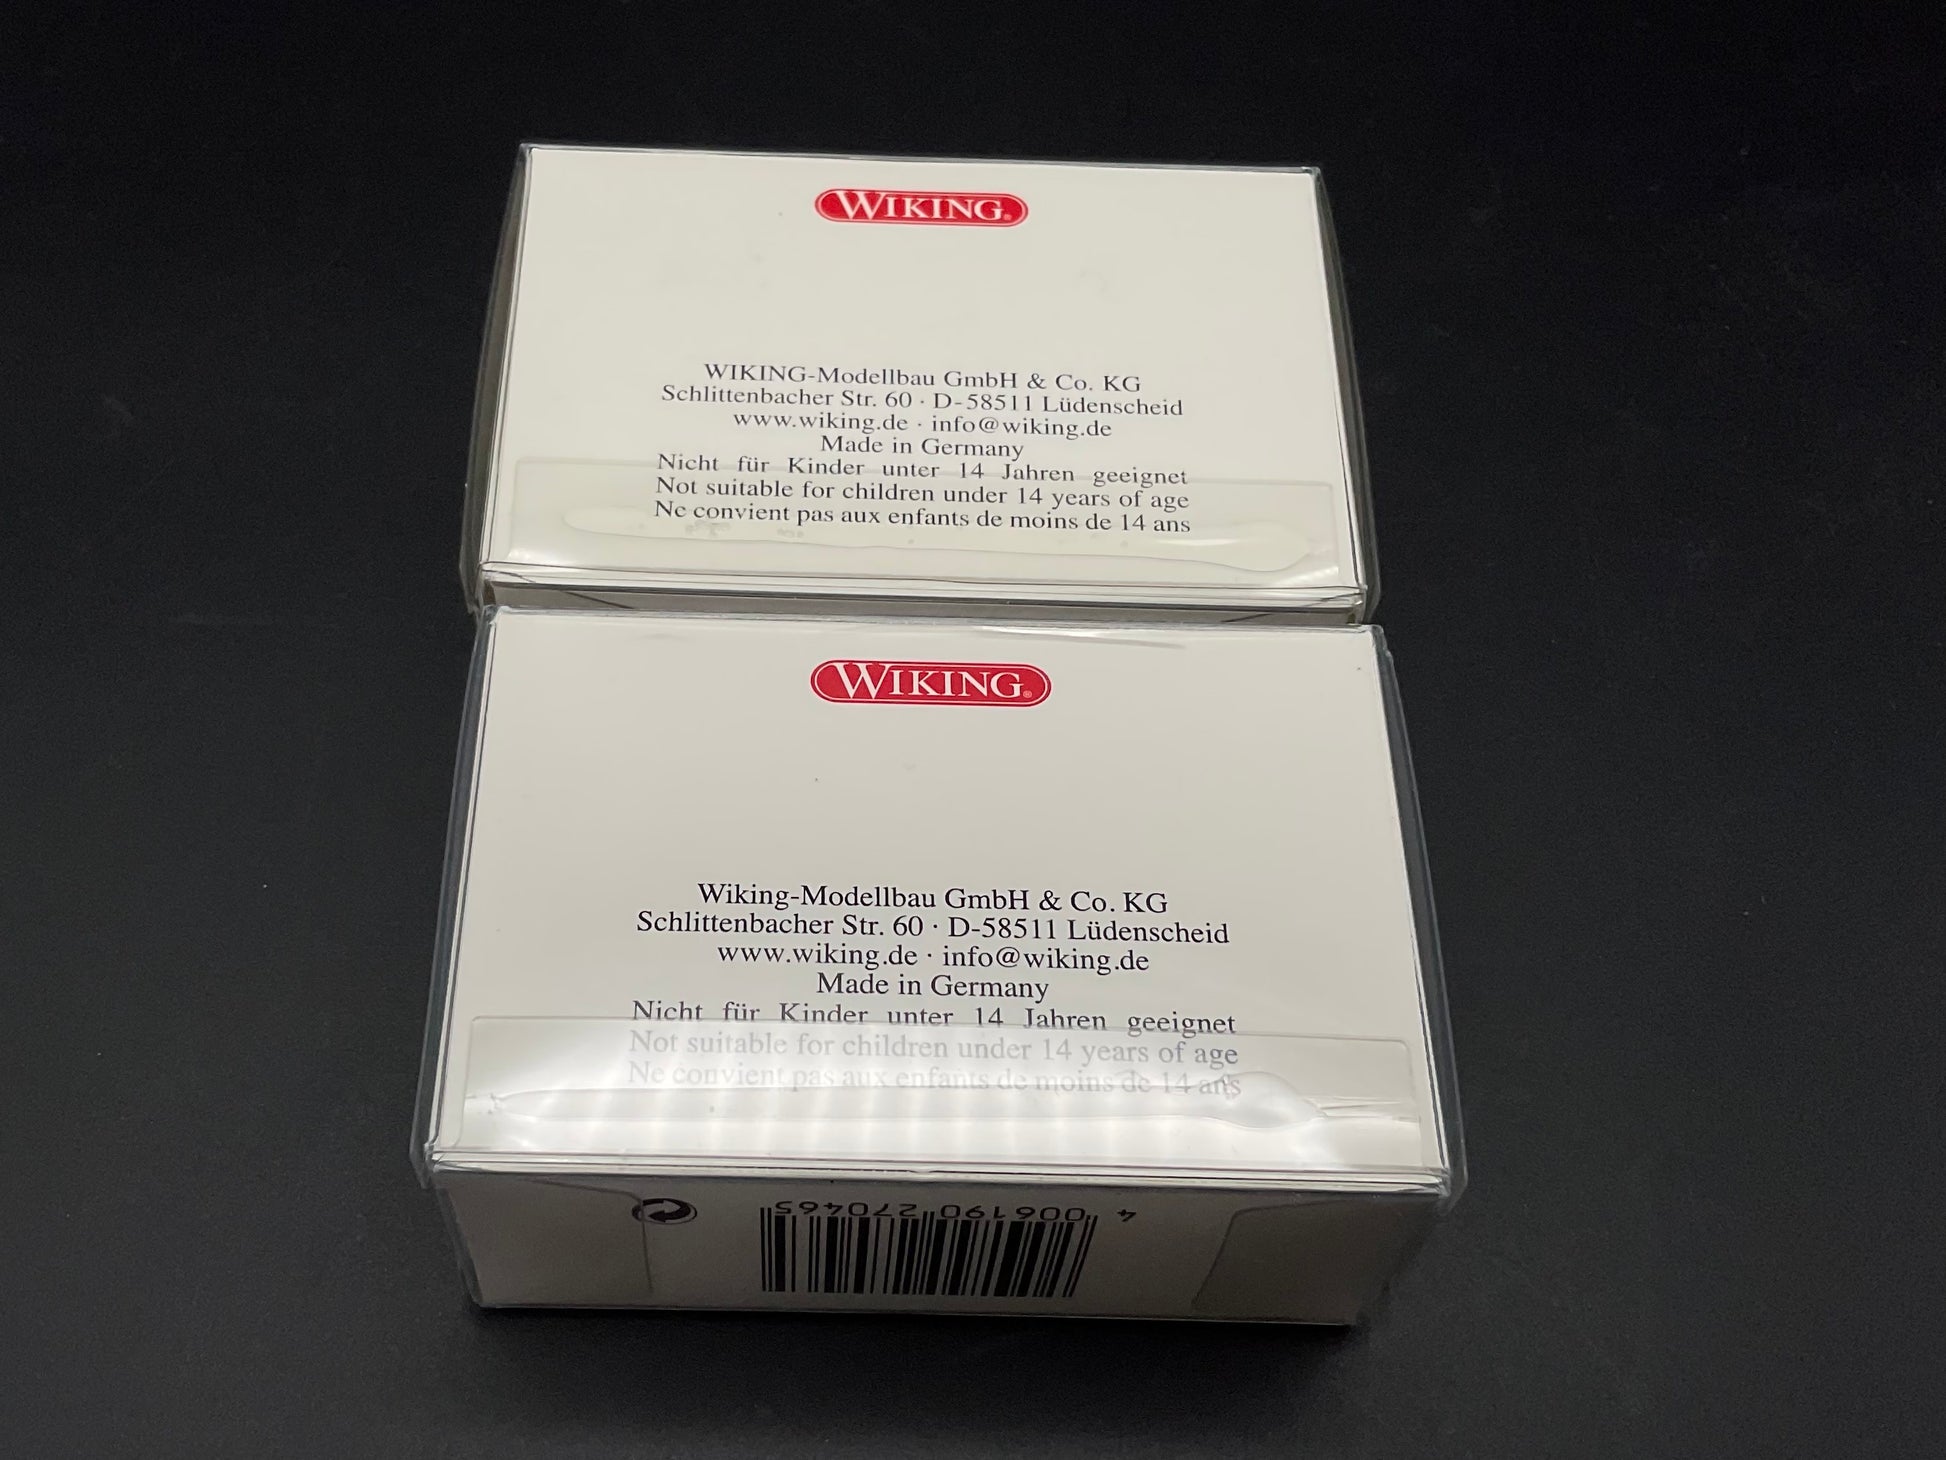 WIKING®
WIKING-Modellbau GmbH & Co. KG
Schlittenbacher Str. 60 · D-58511 Lüdenscheid
www.wiking.de · info@wiking.de
Made in Germany
Nicht für Kinder unter 14 Jahren geeignet
Not suitable for children under 14 years of age
Ne convient pas aux enfants de moins de 14 ans
WIKING®
Wiking-Modellbau GmbH & Co. KG
Schlittenbacher Str. 60 · D-58511 Lüdenscheid
www.wiking.de · info@wiking.de
Made in Germany
Nicht für Kinder unter 14 Jahren geeignet
Not suitable for children under 14 years of age
Ne convient pas aux enfants de moins de 14 ans
4 006190 270465